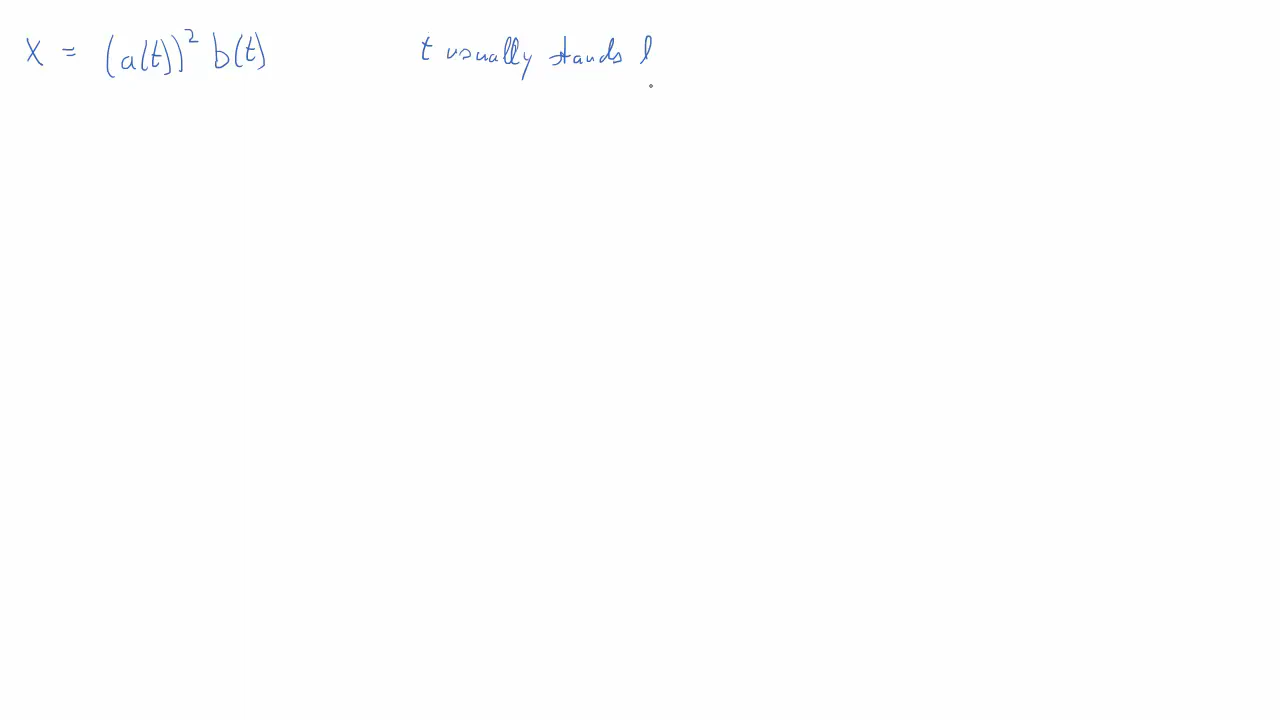 X = (a(t))² b(t) t usually stands